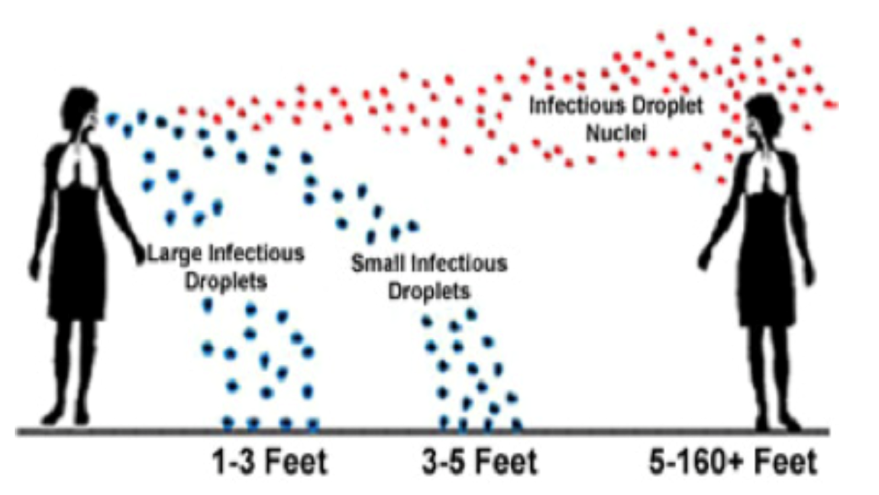 Infectious Droplet
Nuclei
Large Infectious
Droplets
Small Infectious
Droplets
1-3 Feet
3-5 Feet
5-160+ Feet